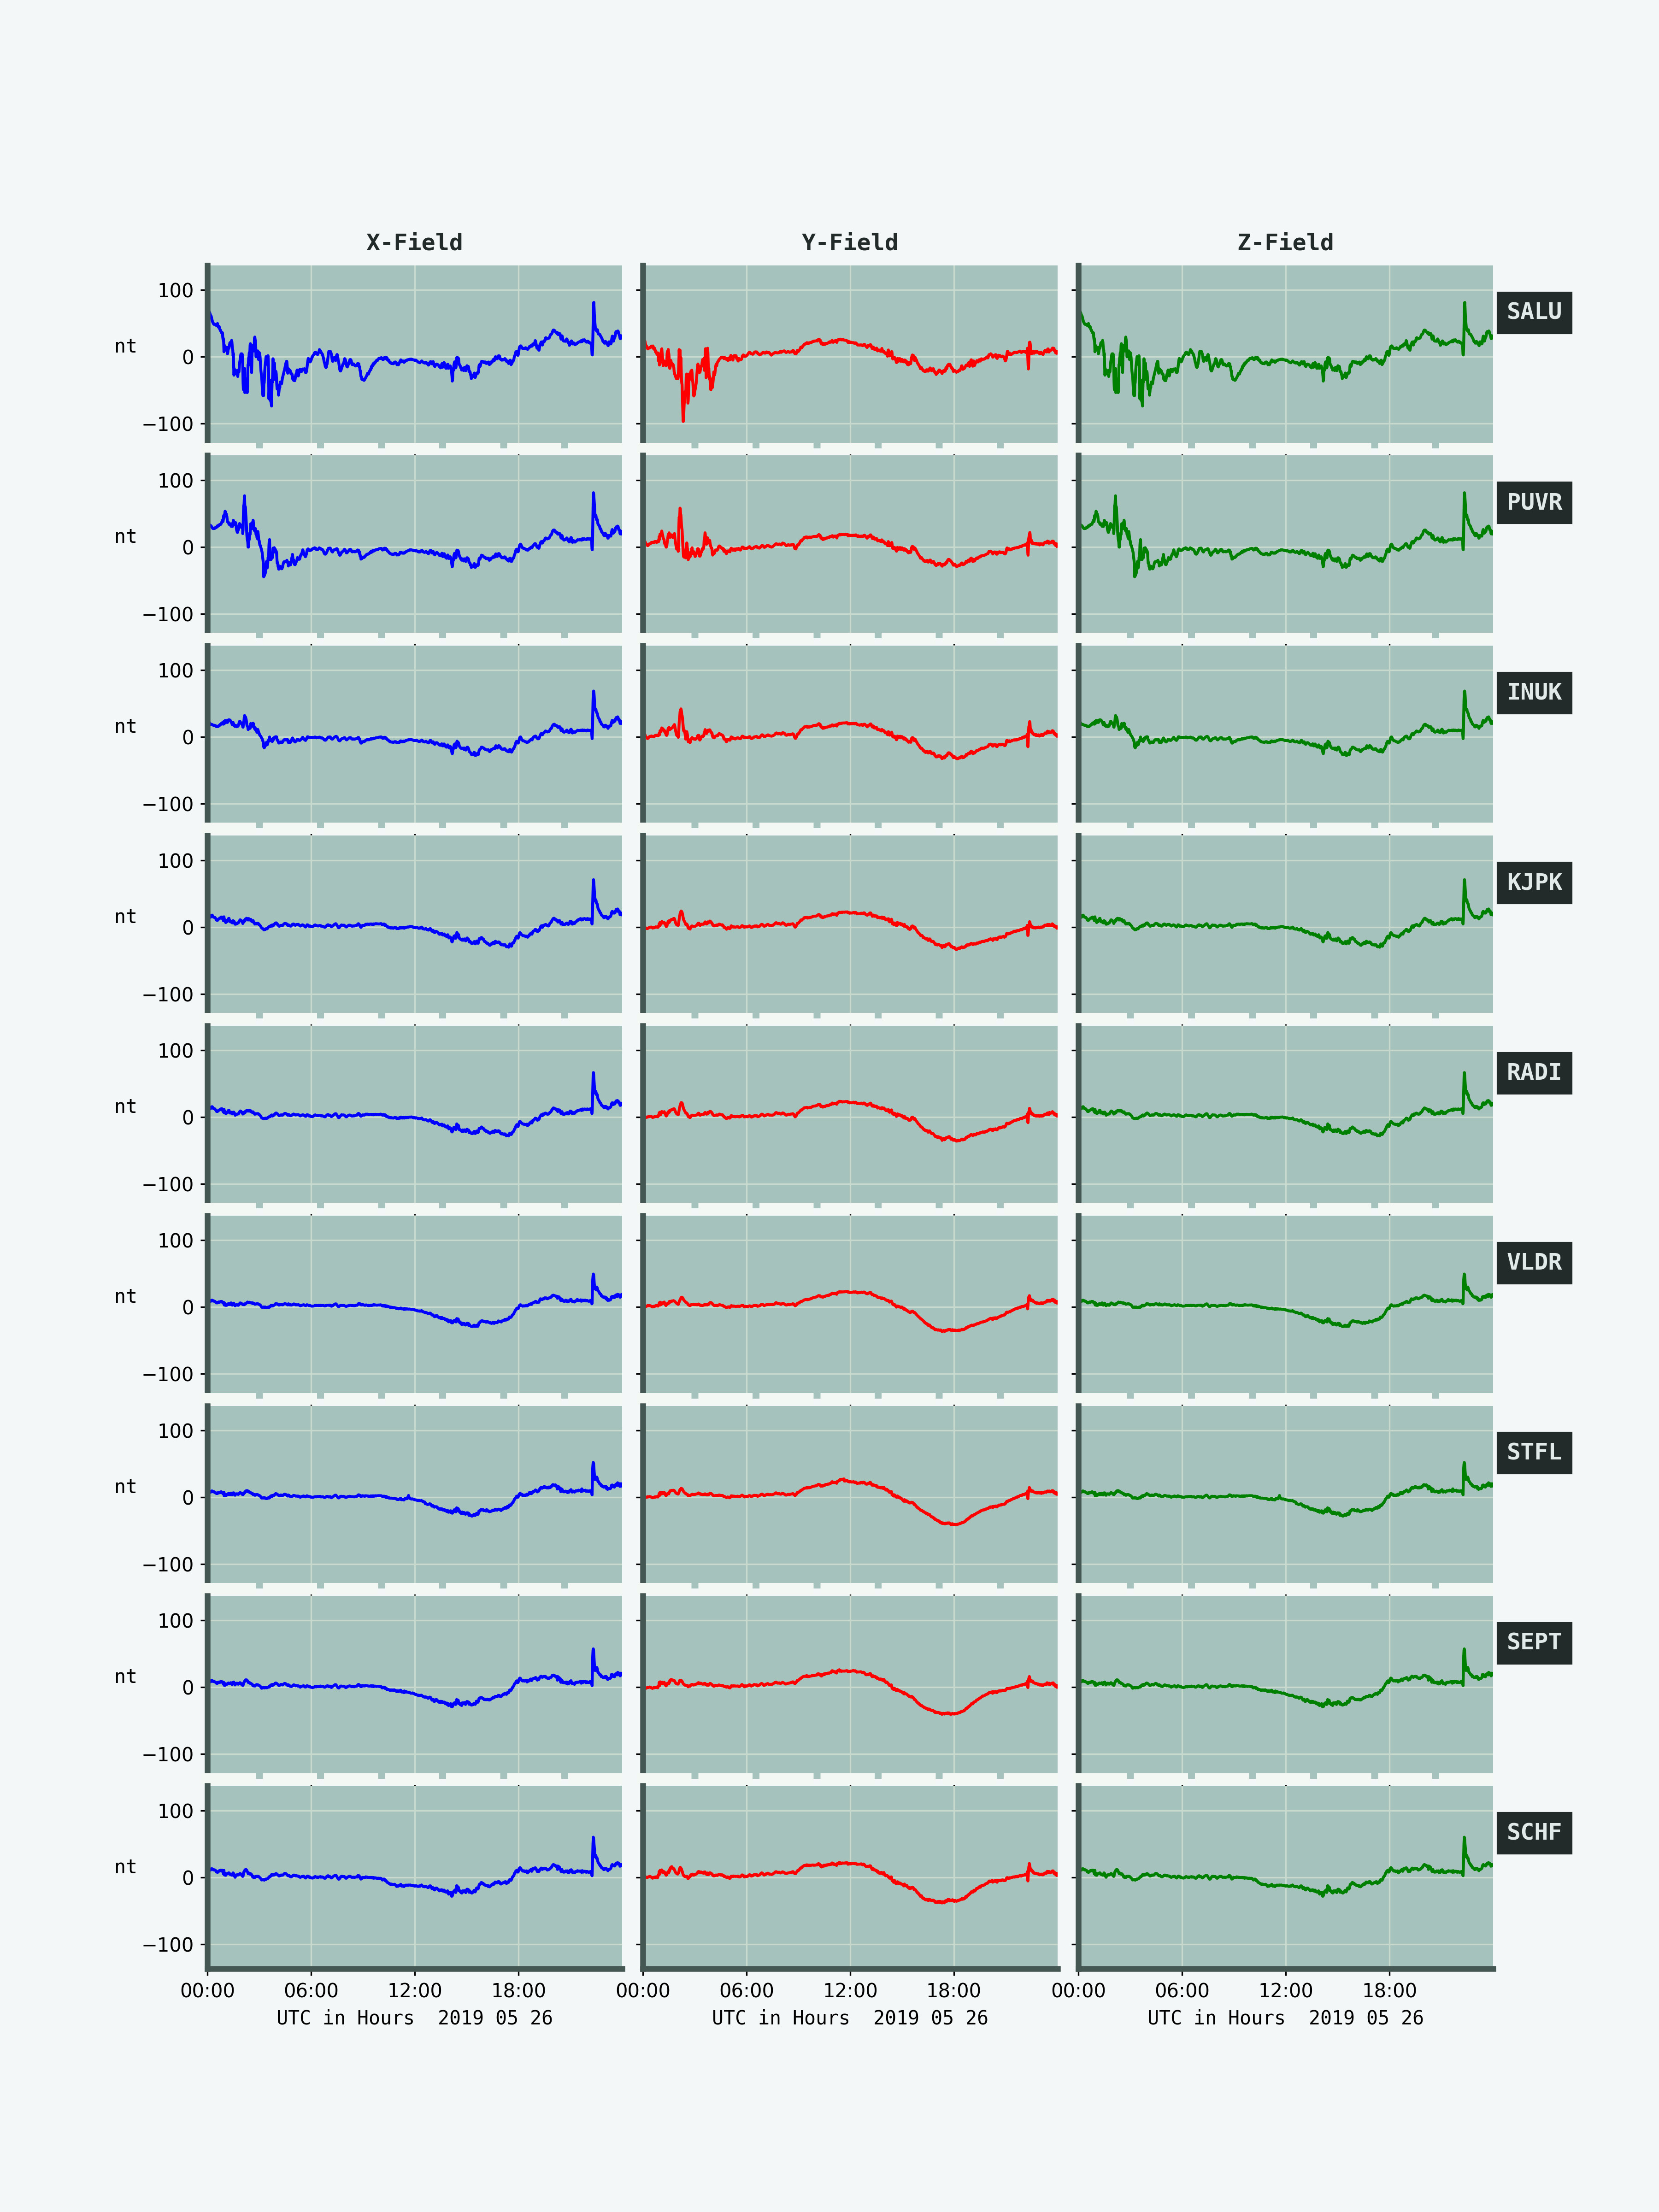 X-Field Y-Field Z-Field
100
nt 0 SALU
−100
100
nt 0 PUVR
−100
100
nt 0 INUK
−100
100
nt 0 KJPK
−100
100
nt 0 RADI
−100
100
nt 0 VLDR
−100
100
nt 0 STFL
−100
100
nt 0 SEPT
−100
100
nt 0 SCHF
−100
00:00 06:00 12:00 18:00 00:00 06:00 12:00 18:00 00:00 06:00 12:00 18:00
UTC in Hours 2019 05 26 UTC in Hours 2019 05 26 UTC in Hours 2019 05 26